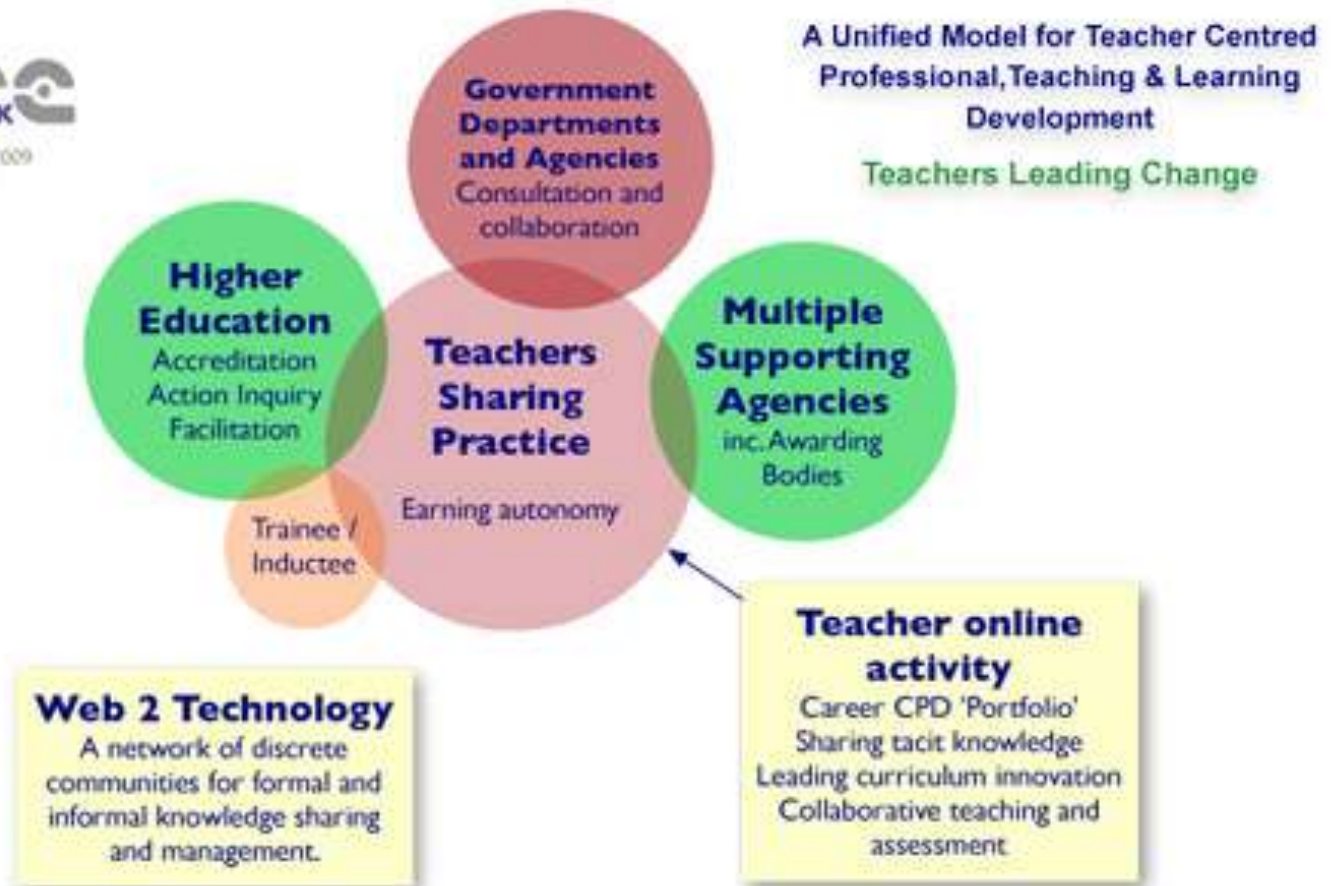 A Unified Model for Teacher Centred
Professional,Teaching & Learning
Development
Teachers Leading Change
Government
Departments
and Agencies
Consultation and
collaboration
Higher
Education
Accreditation
Action Inquiry
Facilitation
Teachers
Sharing
Practice
Earning autonomy
Multiple
Supporting
Agencies
inc. Awarding
Bodies
Trainee /
Inductee
Web 2 Technology
A network of discrete
communities for formal and
informal knowledge sharing
and management.
Teacher online
activity
Career CPD 'Portfolio'
Sharing tacit knowledge
Leading curriculum innovation
Collaborative teaching and
assessment